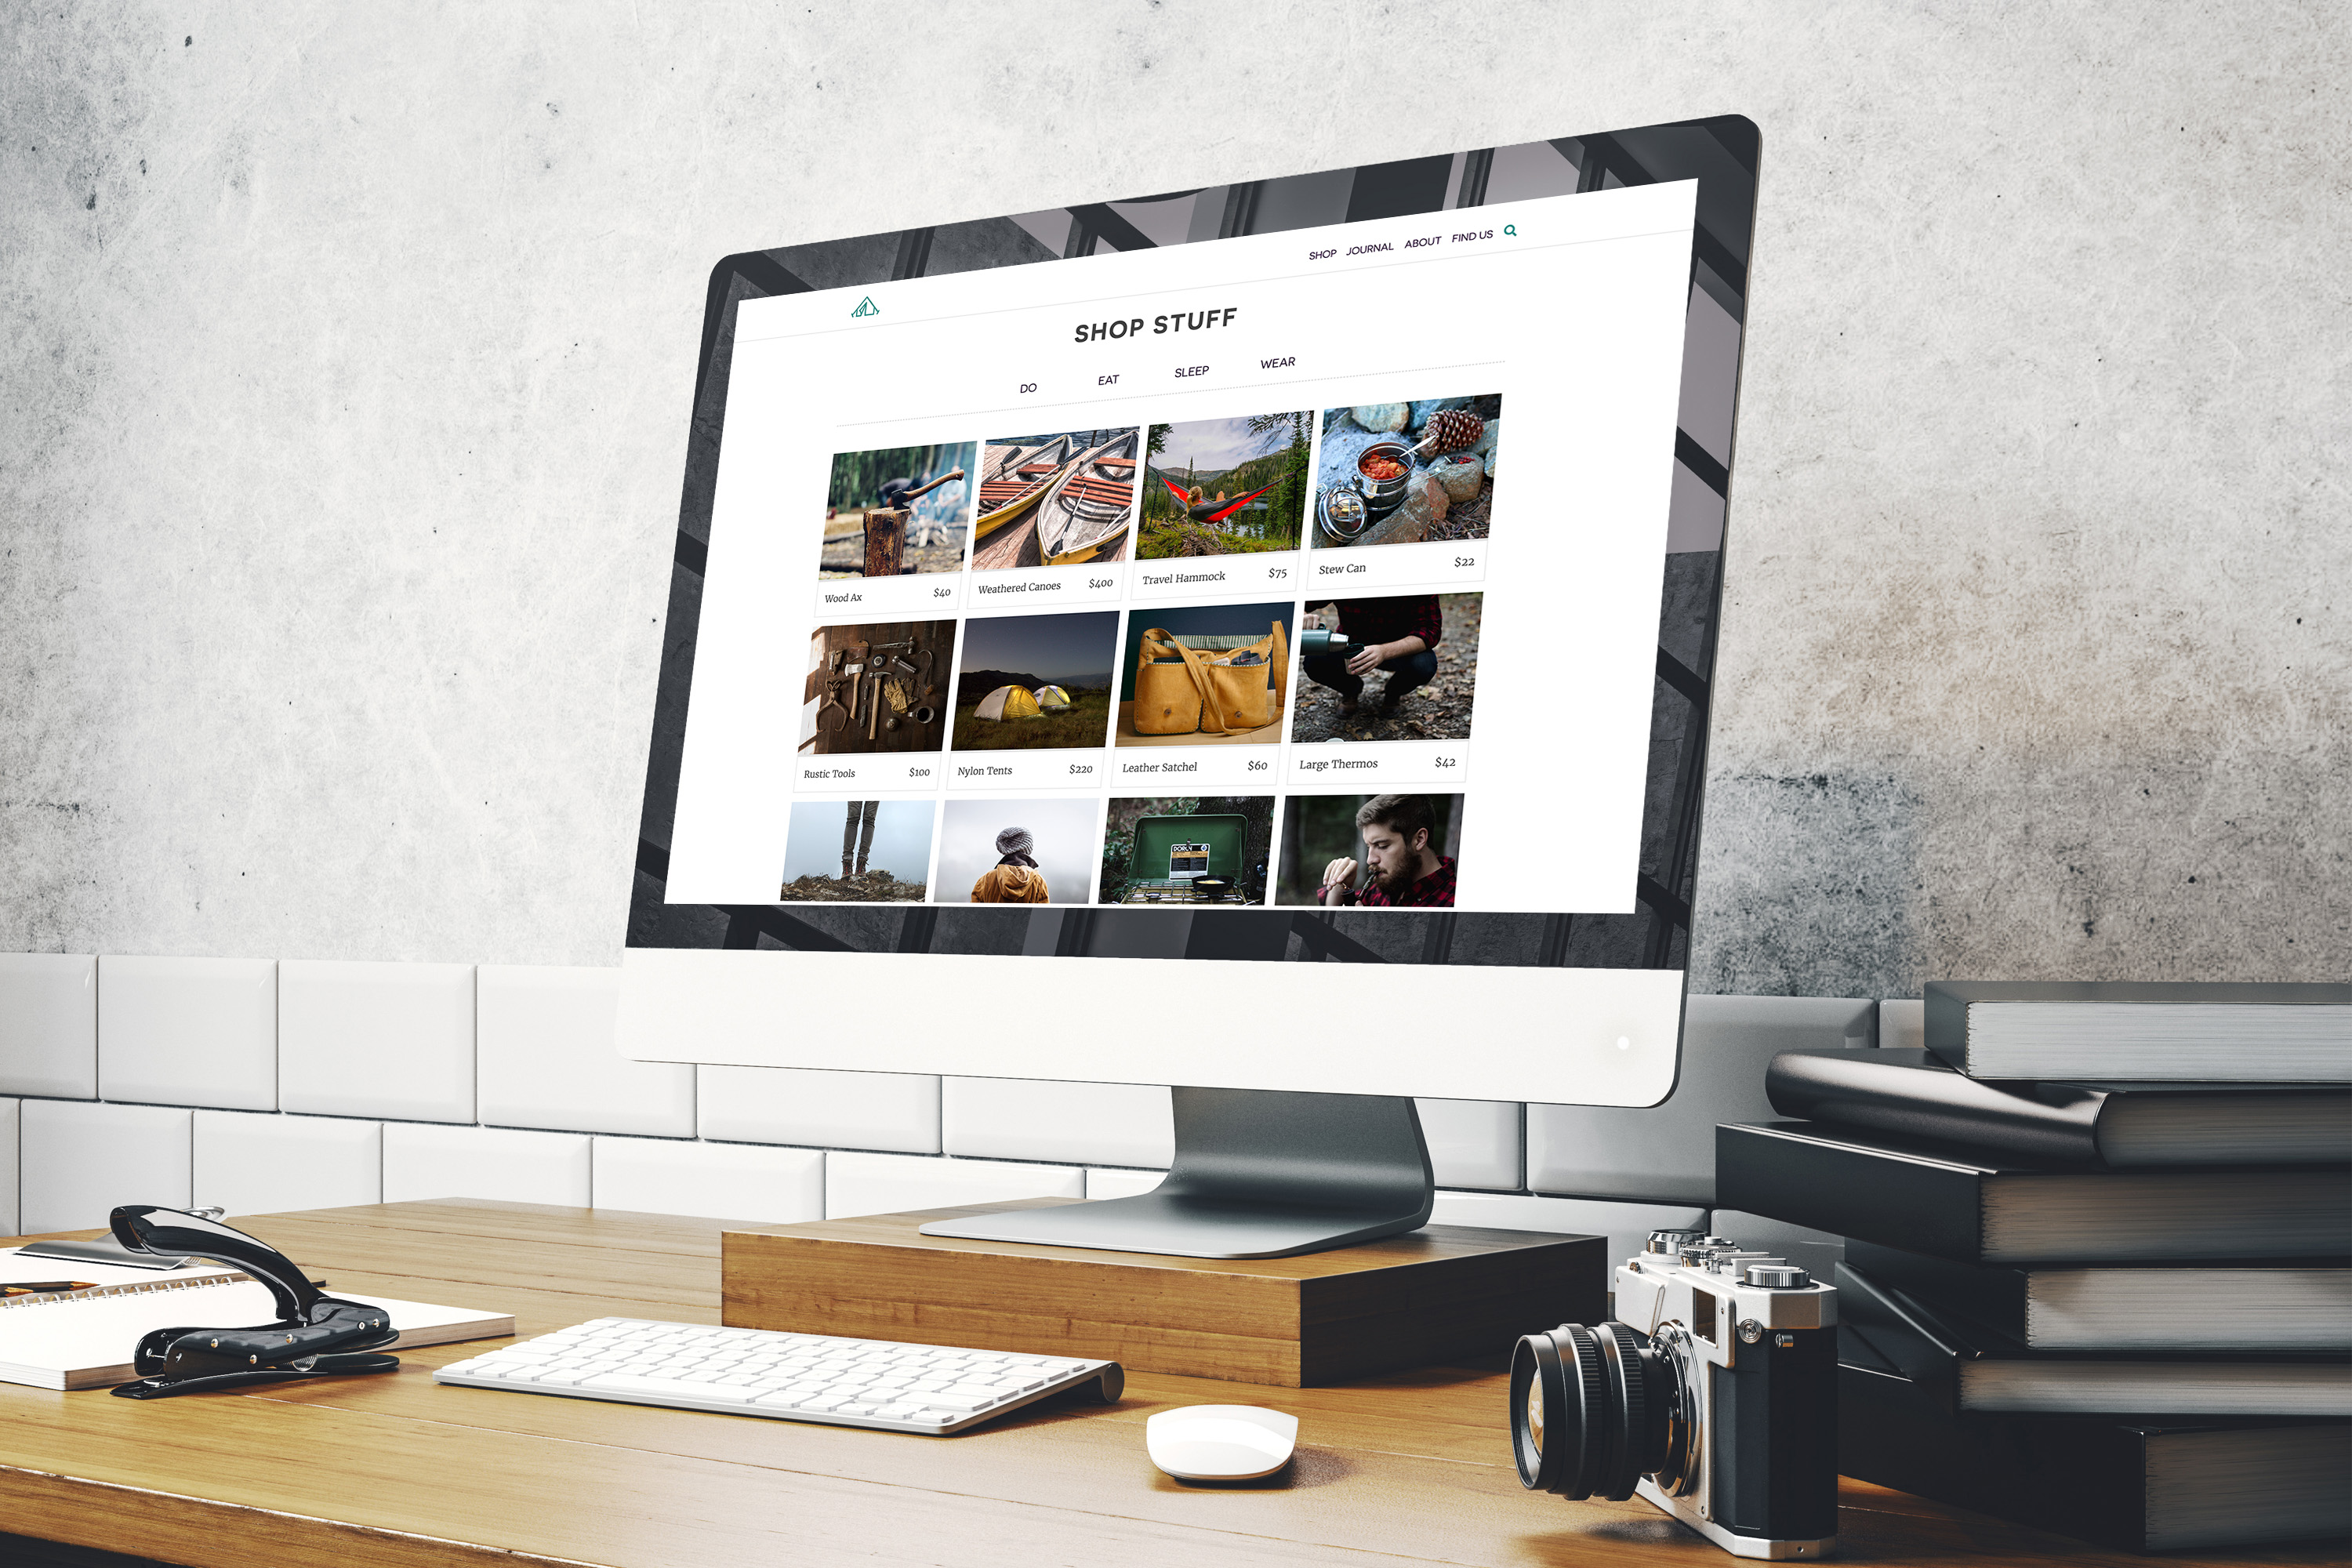 SHOP JOURNAL ABOUT FIND US
SHOP STUFF
DO EAT SLEEP WEAR
Wood Ax $40
Weathered Canoes $400
Travel Hammock $75
Stew Can $22
Rustic Tools $100
Nylon Tents $220
Leather Satchel $60
Large Thermos $42